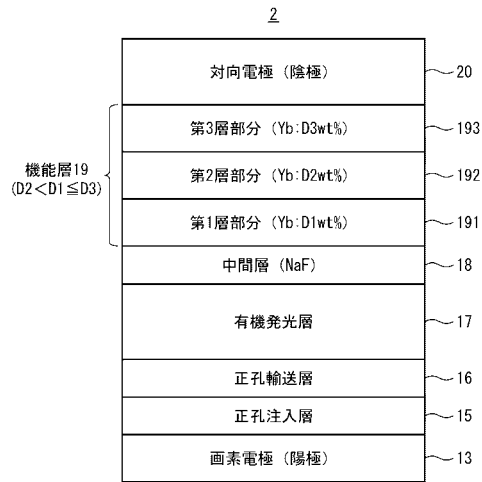 2
対向電極（陰極）
20
第3層部分（Yb:D3wt%）
193
機能層19
(D2＜D1≦D3)
第2層部分（Yb:D2wt%）
192
第1層部分（Yb:D1wt%）
191
中間層（NaF）
18
有機発光層
17
正孔輸送層
16
正孔注入層
15
画素電極（陽極）
13